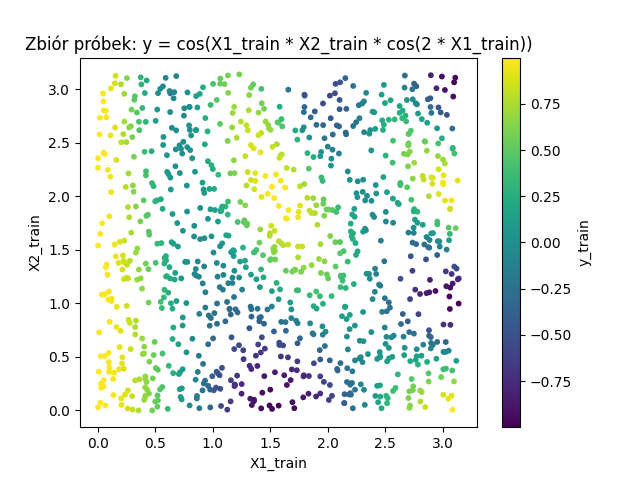 Zbiór próbek: y = cos(X1_train * X2_train * cos(2 * X1_train))
3.0
2.5
2.0
1.5
1.0
0.5
0.0
X2_train
0.0 0.5 1.0 1.5 2.0 2.5 3.0
X1_train
0.75
0.50
0.25
0.00
−0.25
−0.50
−0.75
y_train